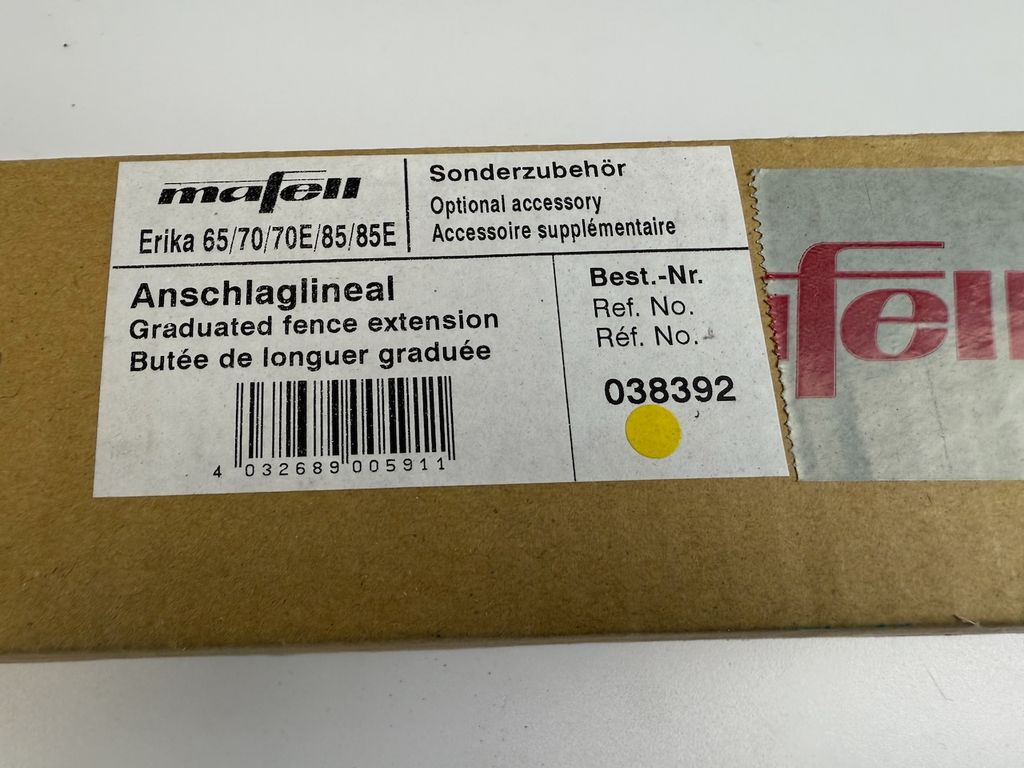 mafell
Erika 65/70/70E/85/85E
Sonderzubehör
Optional accessory
Accessoire supplémentaire
Anschlaglineal
Graduated fence extension
Butée de longuer graduée
4 032689 005911
Best.-Nr.
Ref. No.
Réf. No.
038392
afell